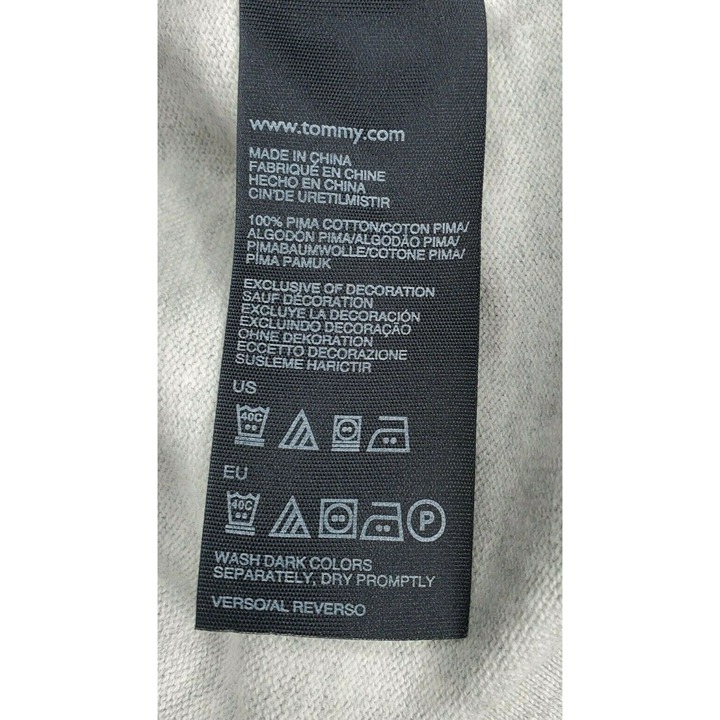 www.tommy.com
MADE IN CHINA
FABRIQUÉ EN CHINE
HECHO EN CHINA
CIN'DE URETILMISTIR
100% PIMA COTTON/COTON PIMA/
ALGODÓN PIMA/ALGODÃO PIMA/
PIMABAUMWOLLE/COTONE PIMA/
PIMA PAMUK
EXCLUSIVE OF DECORATION
SAUF DÉCORATION
EXCLUYE LA DECORACIÓN
EXCLUINDO DECORAÇÃO
OHNE DEKORATION
ECCETTO DECORAZIONE
SUSLEME HARICTIR
US
40C
EU
40C P
WASH DARK COLORS
SEPARATELY, DRY PROMPTLY
VERSO/AL REVERSO